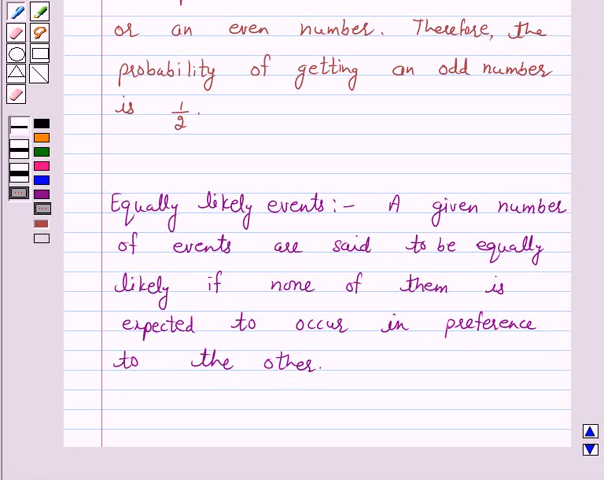 or an even number. Therefore, the
probability of getting an odd number
is 1/2.
Equally likely events:- A given number
of events are said to be equally
likely if none of them is
expected to occur in preference
to the other.